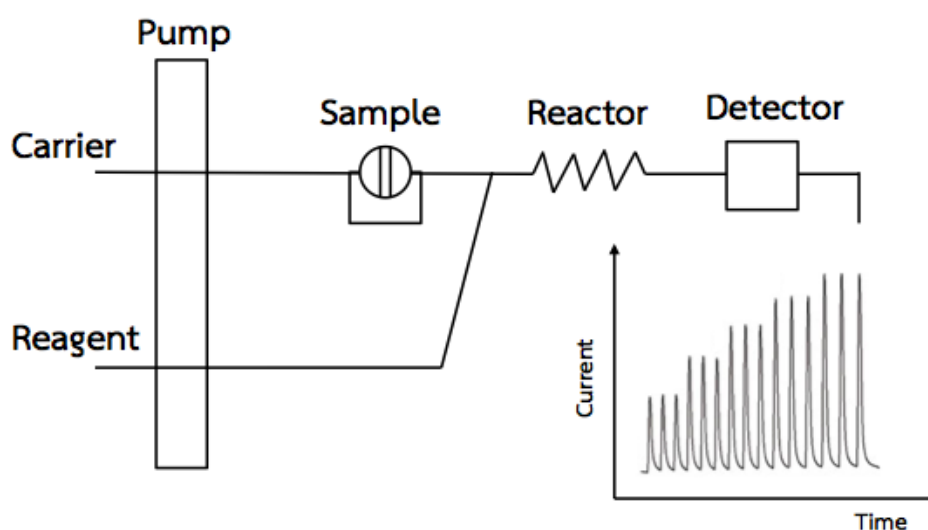 Pump
Sample
Reactor
Detector
Carrier
Reagent
Current
Time